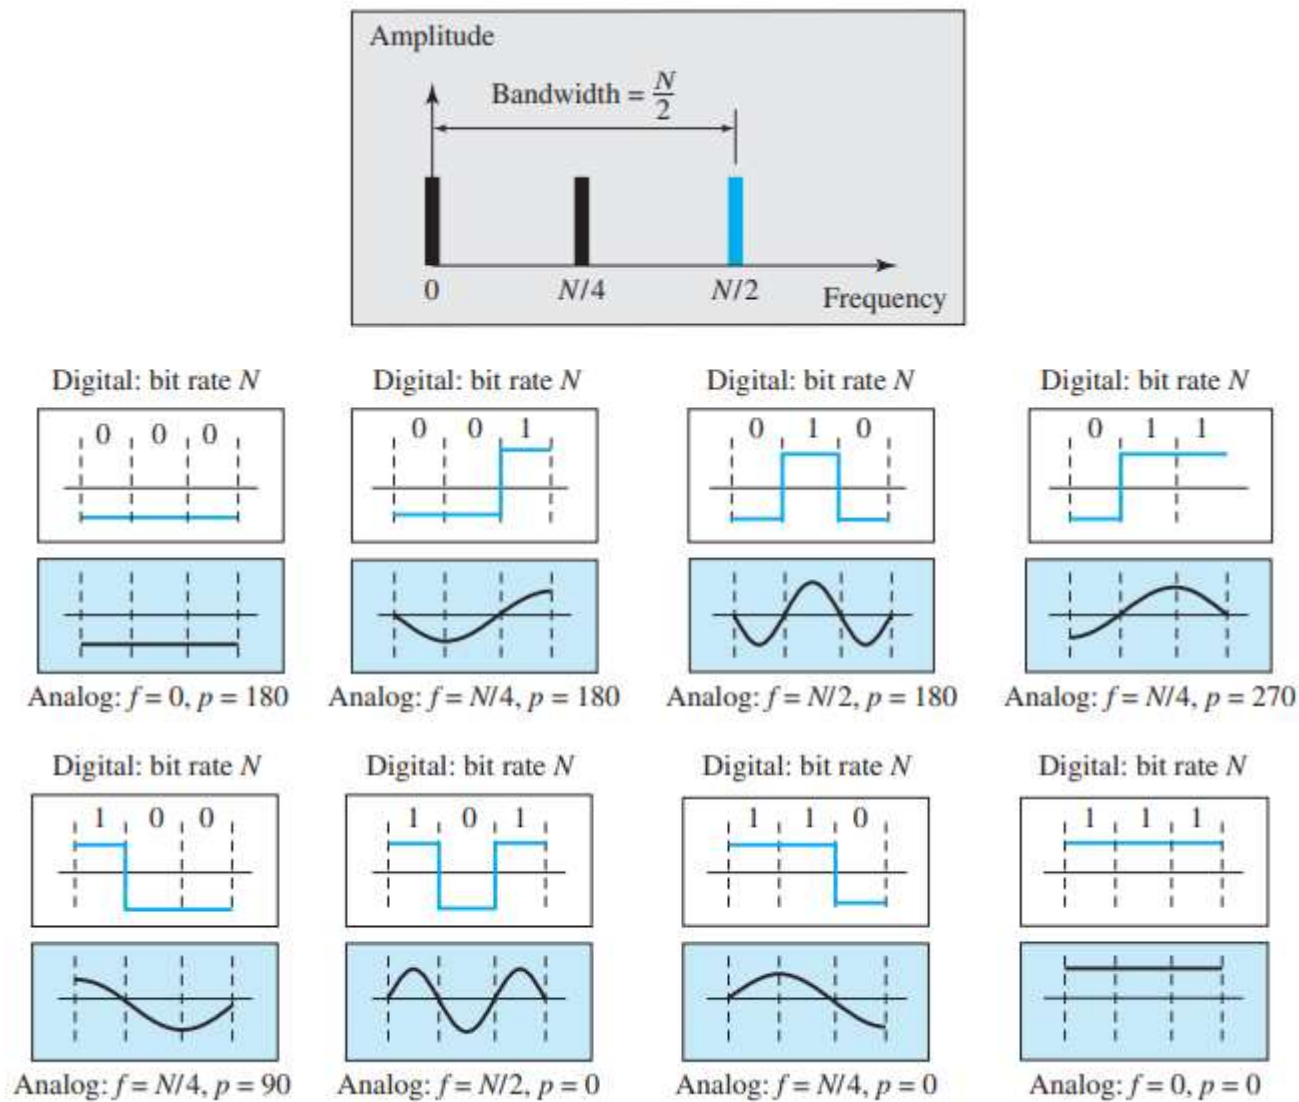 Amplitude
Bandwidth = N/2
0 N/4 N/2 Frequency
Digital: bit rate N Digital: bit rate N Digital: bit rate N Digital: bit rate N
0 0 0 0 0 1 0 1 0 0 1 1
Analog: f = 0, p = 180 Analog: f = N/4, p = 180 Analog: f = N/2, p = 180 Analog: f = N/4, p = 270
Digital: bit rate N Digital: bit rate N Digital: bit rate N Digital: bit rate N
1 0 0 1 0 1 1 1 0 1 1 1
Analog: f = N/4, p = 90 Analog: f = N/2, p = 0 Analog: f = N/4, p = 0 Analog: f = 0, p = 0